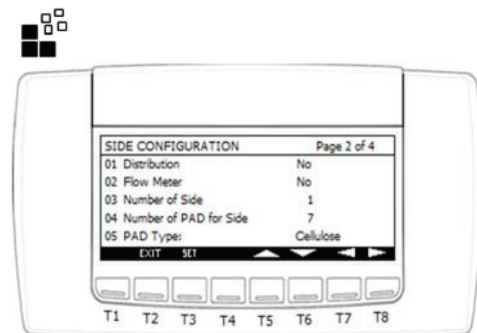 SIDE CONFIGURATION Page 2 of 4
01 Distribution No
02 Flow Meter No
03 Number of Side 1
04 Number of PAD for Side 7
05 PAD Type: Cellulose
EXIT SET
T1 T2 T3 T4 T5 T6 T7 T8